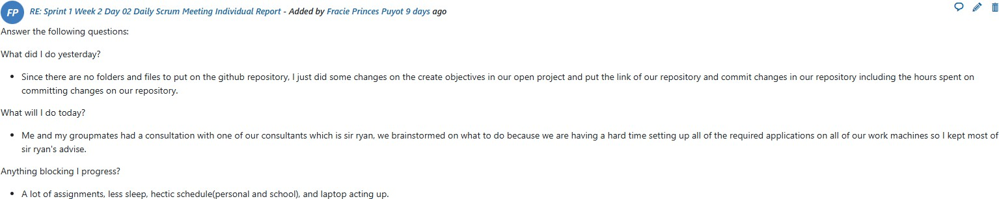 FP RE: Sprint 1 Week 2 Day 02 Daily Scrum Meeting Individual Report - Added by Fracie Princes Puyot 9 days ago
Answer the following questions:
What did I do yesterday?
• Since there are no folders and files to put on the github repository, I just did some changes on the create objectives in our open project and put the link of our repository and commit changes in our repository including the hours spent on
committing changes on our repository.
What will I do today?
• Me and my groupmates had a consultation with one of our consultants which is sir ryan, we brainstormed on what to do because we are having a hard time setting up all of the required applications on all of our work machines so I kept most of
sir ryan's advise.
Anything blocking I progress?
• A lot of assignments, less sleep, hectic schedule(personal and school), and laptop acting up.